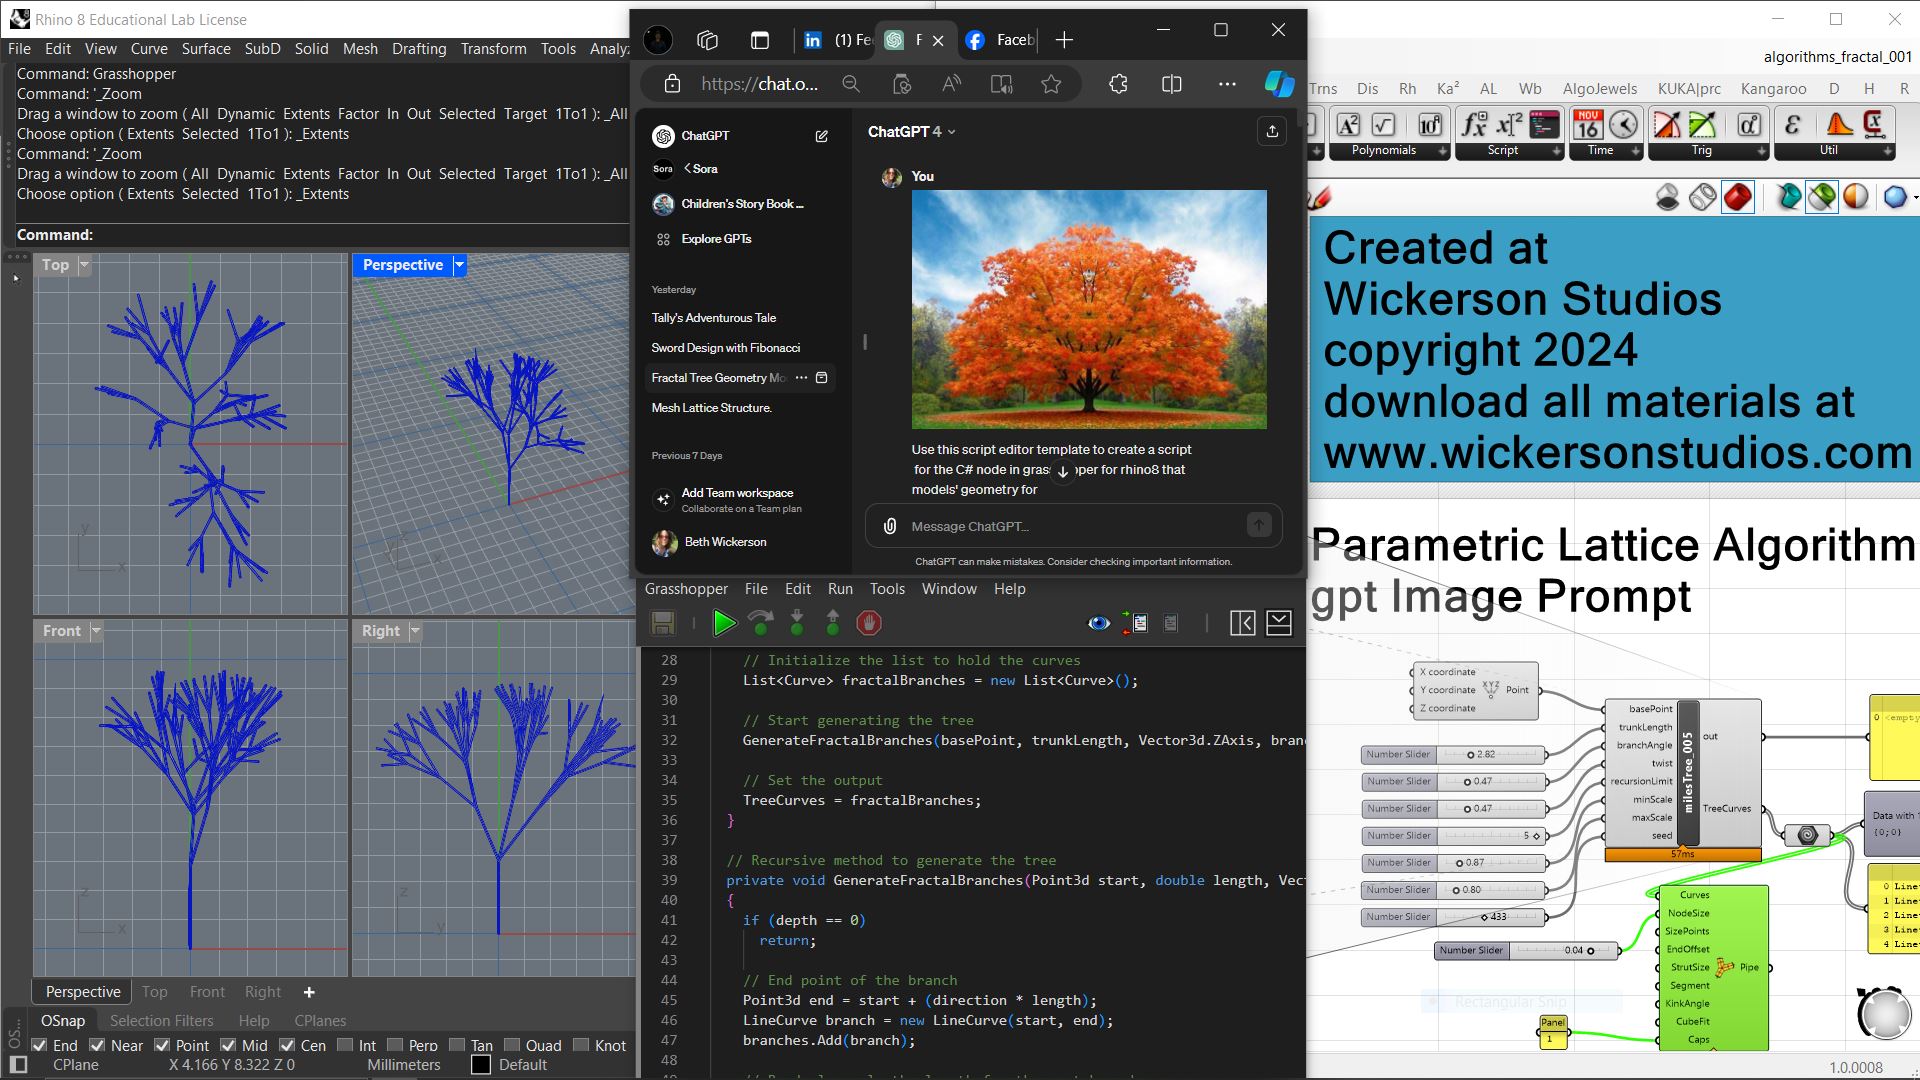 Rhino 8 Educational Lab License
File Edit View Curve Surface SubD Solid Mesh Drafting Transform Tools Analy
Command: Grasshopper
Command: '_Zoom
Drag a window to zoom ( All Dynamic Extents Factor In Out Selected Target 1To1 ): _All
Choose option ( Extents Selected 1To1 ): _Extents
Command: '_Zoom
Drag a window to zoom ( All Dynamic Extents Factor In Out Selected Target 1To1 ): _All
Choose option ( Extents Selected 1To1 ): _Extents
Command:
Top
Perspective
Front
Right
y
x
z
x
z
y
Perspective Top Front Right
OSnap Selection Filters Help CPlanes
End Near Point Mid Cen Int Perp Tan Quad Knot
CPlane X 4.166 Y 8.322 Z 0 Millimeters Default
(1) Fe
F
Faceb
https://chat.o...
ChatGPT
Sora
Sora
Children's Story Book ...
Explore GPTs
Yesterday
Tally's Adventurous Tale
Sword Design with Fibonacci
Fractal Tree Geometry Mo
Mesh Lattice Structure.
Previous 7 Days
Add Team workspace
Collaborate on a Team plan
Beth Wickerson
ChatGPT 4
You
Use this script editor template to create a script
for the C# node in gras pper for rhino8 that
models' geometry for
Message ChatGPT...
ChatGPT can make mistakes. Consider checking important information.
Grasshopper File Edit Run Tools Window Help
28 // Initialize the list to hold the curves
29 List<Curve> fractalBranches = new List<Curve>();
30
31 // Start generating the tree
32 GenerateFractalBranches(basePoint, trunkLength, Vector3d.ZAxis, bran
33
34 // Set the output
35 TreeCurves = fractalBranches;
36 }
37
38 // Recursive method to generate the tree
39 private void GenerateFractalBranches(Point3d start, double length, Vec
40 {
41 if (depth == 0)
42 return;
43
44 // End point of the branch
45 Point3d end = start + (direction * length);
46 LineCurve branch = new LineCurve(start, end);
47 branches.Add(branch);
48
algorithms_fractal_001
Trns Dis Rh Ka² AL Wb AlgoJewels KUKA|prc Kangaroo D H R
NOV
16
Polynomials Script Time Trig Util
Created at
Wickerson Studios
copyright 2024
download all materials at
www.wickersonstudios.com
Parametric Lattice Algorithm
gpt Image Prompt
X coordinate
Y coordinate
Z coordinate
XYZ
Point
Number Slider 2.82
Number Slider 0.47
Number Slider 0.47
Number Slider 5
Number Slider 0.87
Number Slider 0.80
Number Slider 433
Number Slider 0.04
basePoint
trunkLength
branchAngle
twist
recursionLimit
minScale
maxScale
seed
milesTree_005
out
TreeCurves
57ms
0 <empty
Data with
{0;0}
0 Line
1 Line
2 Line
3 Line
4 Line
Curves
NodeSize
SizePoints
EndOffset
StrutSize
Segment
KinkAngle
CubeFit
Caps
Pipe
Rectangular Snip
Panel
1
1.0.0008